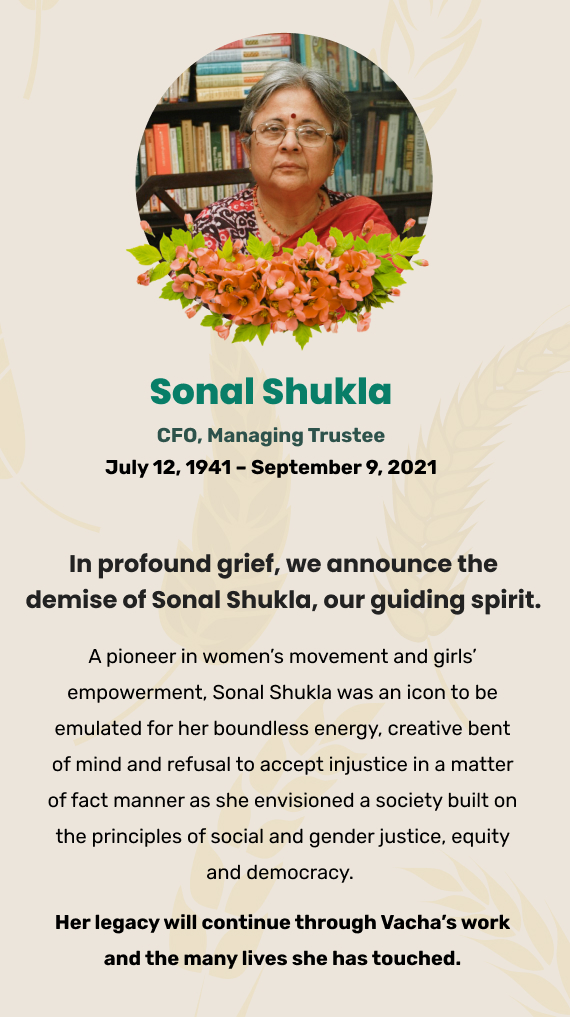 Sonal Shukla
CFO, Managing Trustee
July 12, 1941 – September 9, 2021
In profound grief, we announce the
demise of Sonal Shukla, our guiding spirit.
A pioneer in women’s movement and girls’
empowerment, Sonal Shukla was an icon to be
emulated for her boundless energy, creative bent
of mind and refusal to accept injustice in a matter
of fact manner as she envisioned a society built on
the principles of social and gender justice, equity
and democracy.
Her legacy will continue through Vacha’s work
and the many lives she has touched.